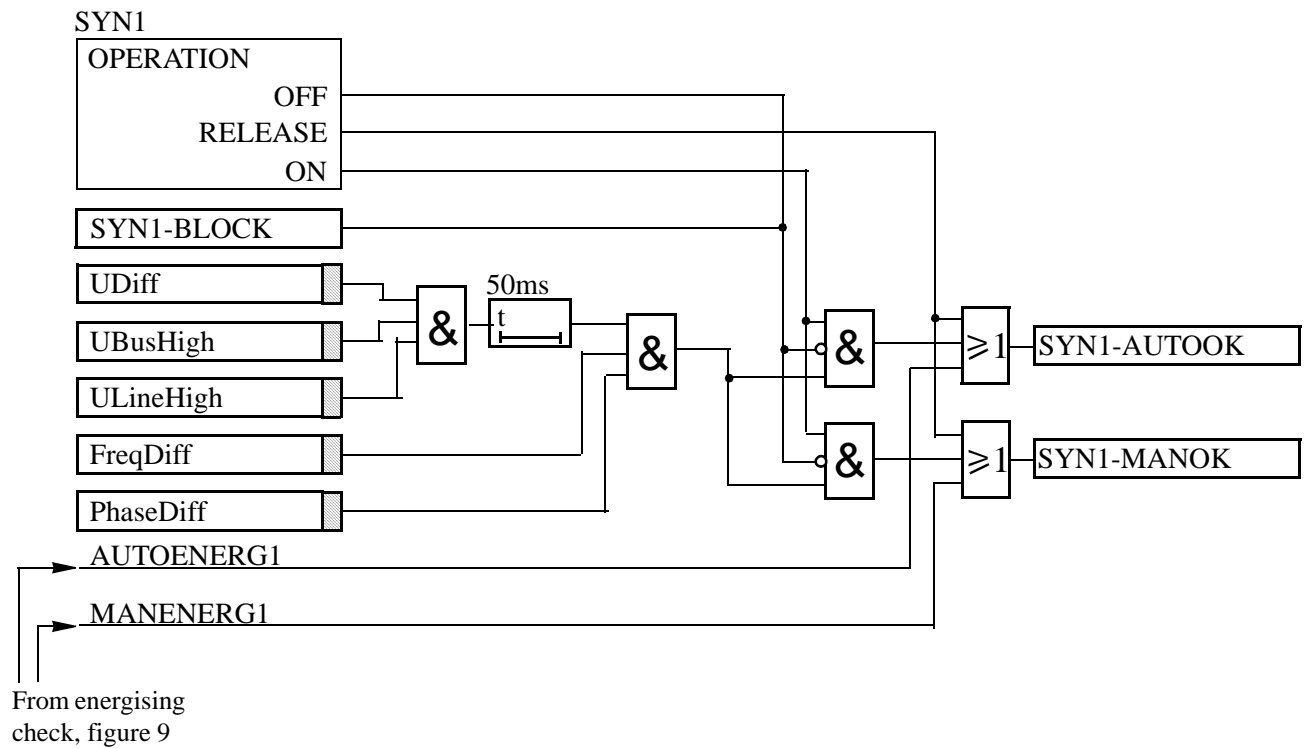 SYN1
OPERATION
OFF
RELEASE
ON
SYN1-BLOCK
UDiff
UBusHigh
ULineHigh
FreqDiff
PhaseDiff
50ms
t
&
&
&
&
≥1
≥1
SYN1-AUTOOK
SYN1-MANOK
AUTOENERG1
MANENERG1
From energising
check, figure 9